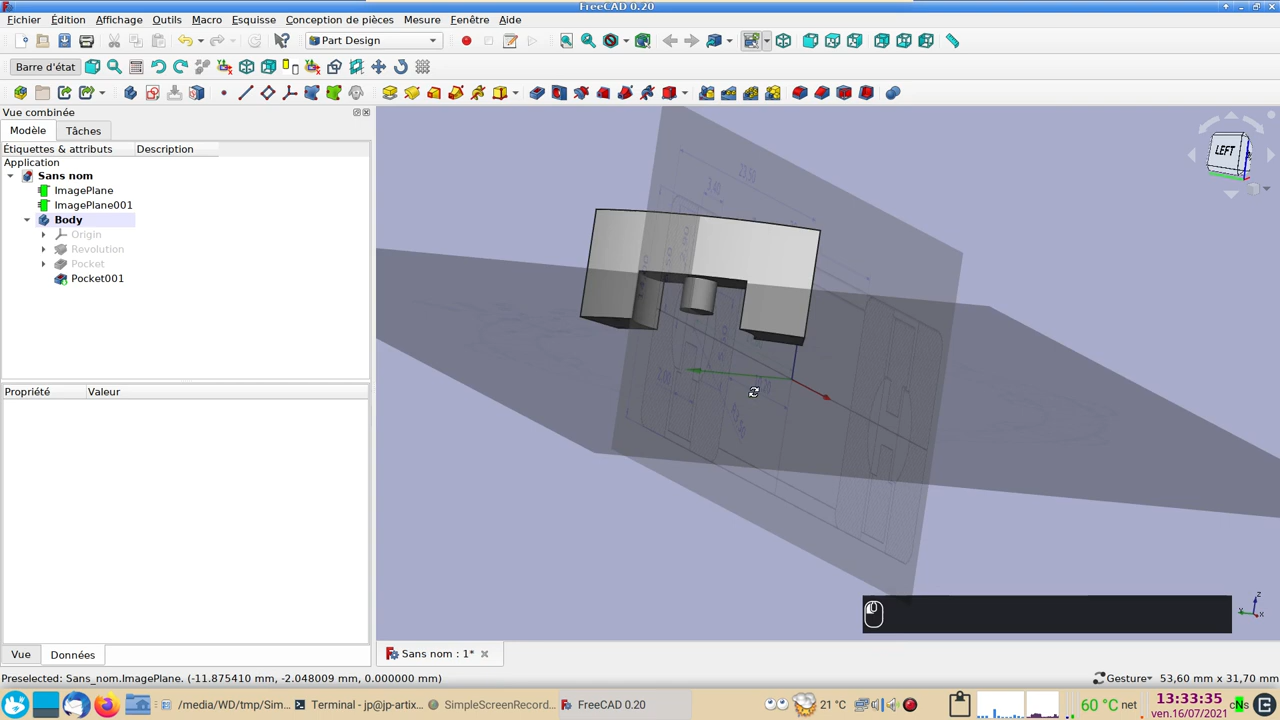 FreeCAD 0.20
Fichier Édition Affichage Outils Macro Esquisse Conception de pièces Mesure Fenêtre Aide
Part Design
Barre d'état
Vue combinée
Modèle Tâches
Étiquettes & attributs Description
Application
Sans nom
ImagePlane
ImagePlane001
Body
Origin
Revolution
Pocket
Pocket001
LEFT
Propriété Valeur
Vue Données
Sans nom : 1*
Preselected: Sans_nom.ImagePlane. (-11.875410 mm, -2.048009 mm, 0.000000 mm)
Gesture 53,60 mm x 31,70 mm
/media/WD/tmp/Sim... Terminal - jp@jp-artix... SimpleScreenRecord... FreeCAD 0.20 21 °C 60 °C net 13:33:35
ven.16/07/2021